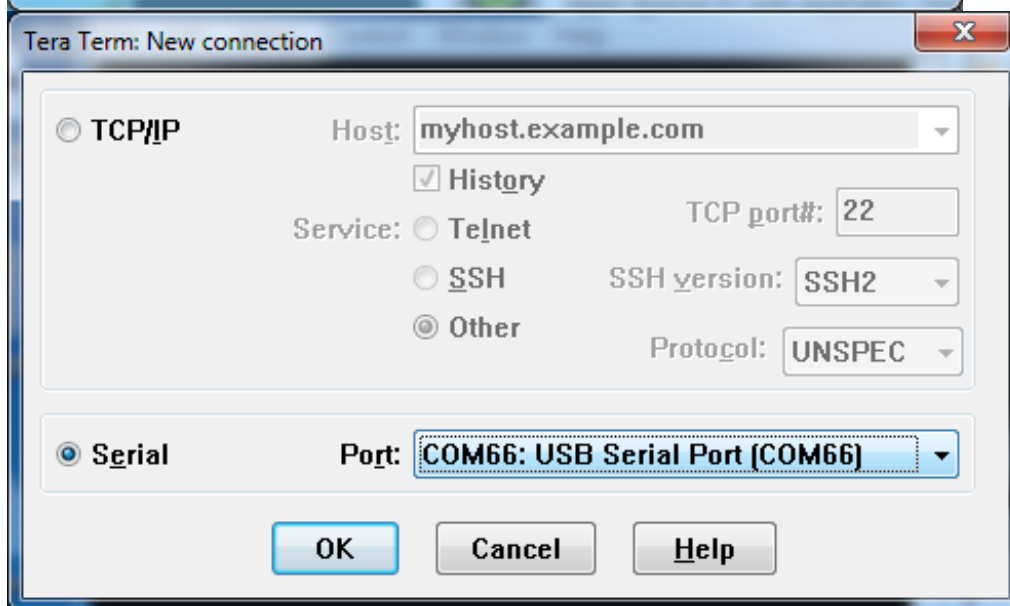 Tera Term: New connection
TCP/IP Host: myhost.example.com
History
Service: Telnet TCP port#: 22
SSH SSH version: SSH2
Other Protocol: UNSPEC
Serial Port: COM66: USB Serial Port (COM66)
OK Cancel Help